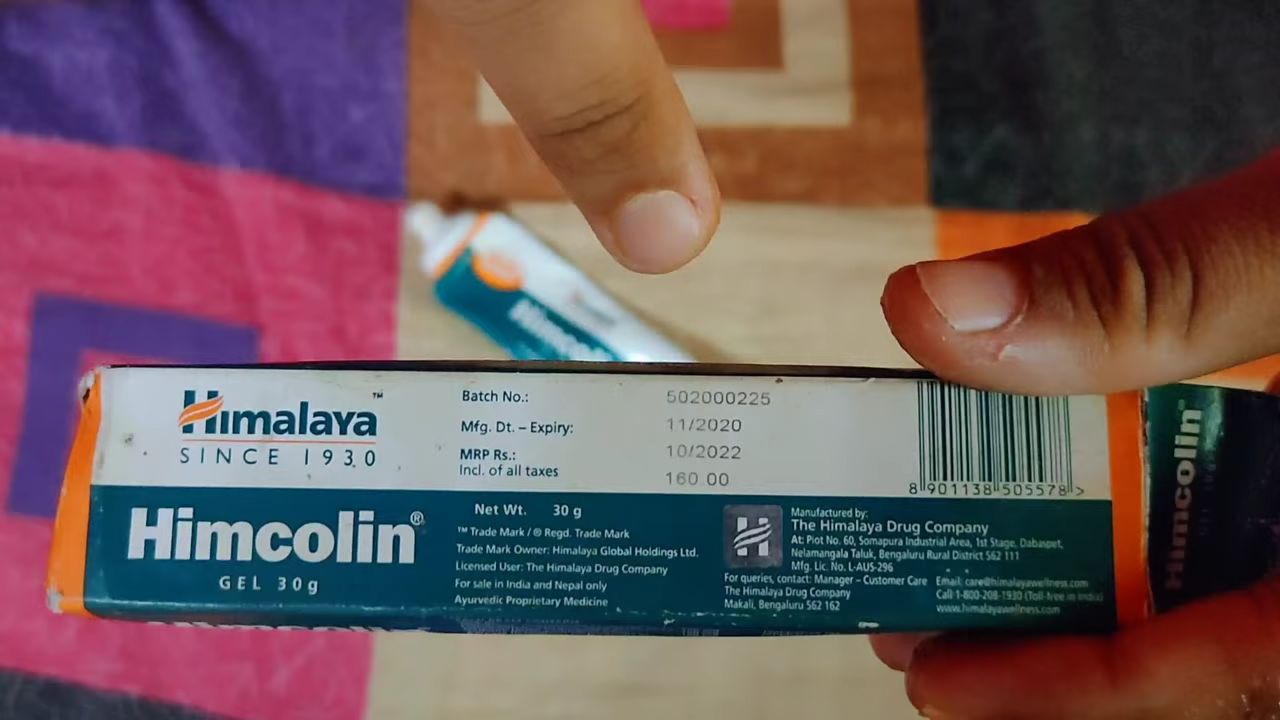 Himcolin
Himalaya™
SINCE 1930
Batch No.: 502000225
Mfg. Dt. – Expiry: 11/2020
MRP Rs.: 10/2022
Incl. of all taxes 160.00
8 901138 505578 >
Himcolin®
GEL 30g
Net Wt. 30 g
™ Trade Mark / ® Regd. Trade Mark
Trade Mark Owner: Himalaya Global Holdings Ltd.
Licensed User: The Himalaya Drug Company
For sale in India and Nepal only
Ayurvedic Proprietary Medicine
Manufactured by:
The Himalaya Drug Company
At: Plot No. 60, Somapura Industrial Area, 1st Stage, Dabaspet,
Nelamangala Taluk, Bengaluru Rural District 562 111
Mfg. Lic. No. L-AUS-296
For queries, contact: Manager – Customer Care
The Himalaya Drug Company
Makali, Bengaluru 562 162
Email: care@himalayawellness.com
Call:1-800-208-1930 (Toll-free in India)
www.himalayawellness.com
Himcolin